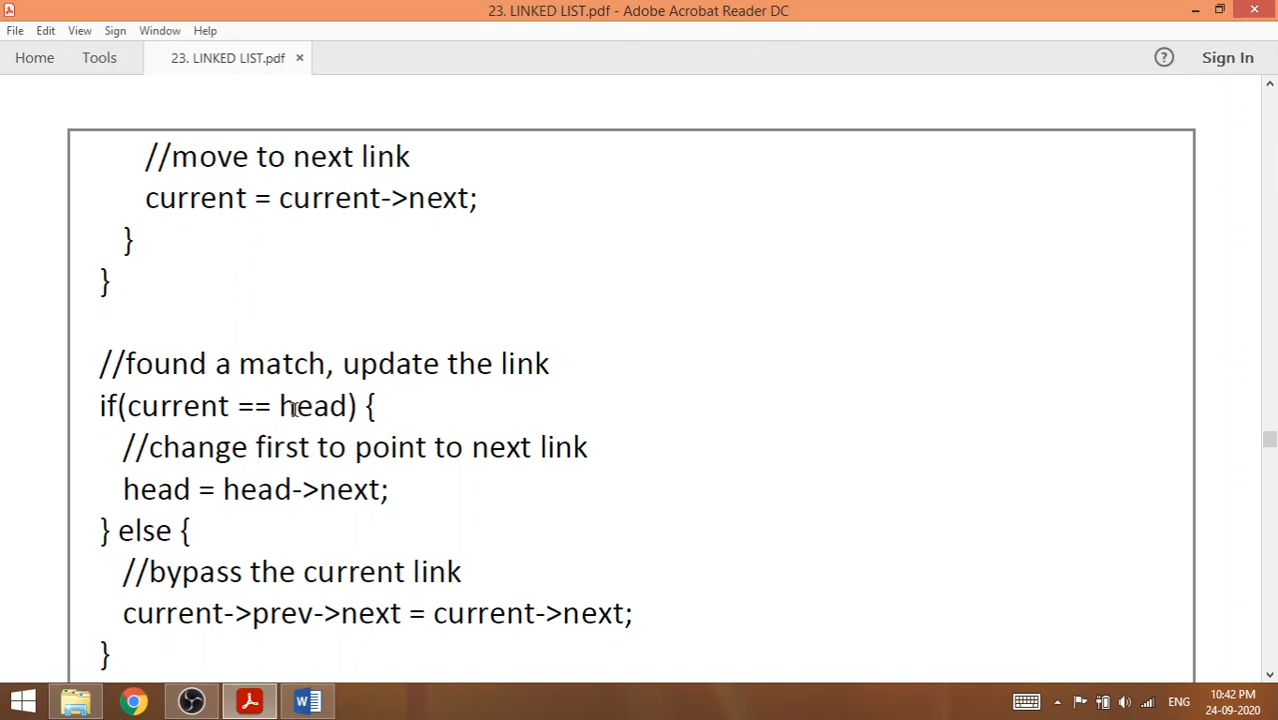 23. LINKED LIST.pdf - Adobe Acrobat Reader DC
File Edit View Sign Window Help
Home Tools 23. LINKED LIST.pdf × ? Sign In
//move to next link
current = current->next;
}
}
//found a match, update the link
if(current == head) {
//change first to point to next link
head = head->next;
} else {
//bypass the current link
current->prev->next = current->next;
}
ENG
10:42 PM
24-09-2020